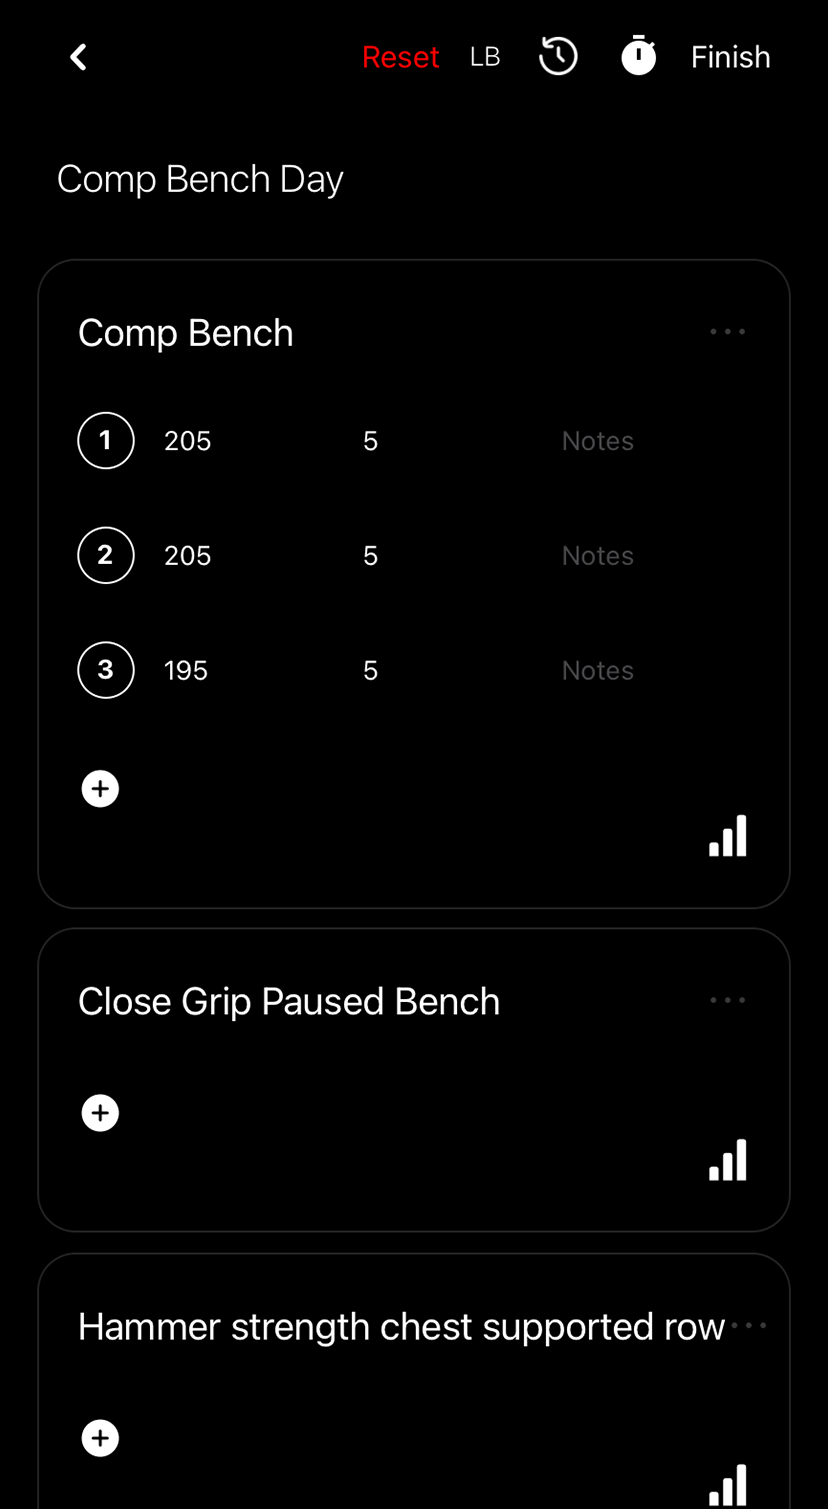 Reset LB Finish
Comp Bench Day
Comp Bench ...
1 205 5 Notes
2 205 5 Notes
3 195 5 Notes
Close Grip Paused Bench ...
Hammer strength chest supported row ...